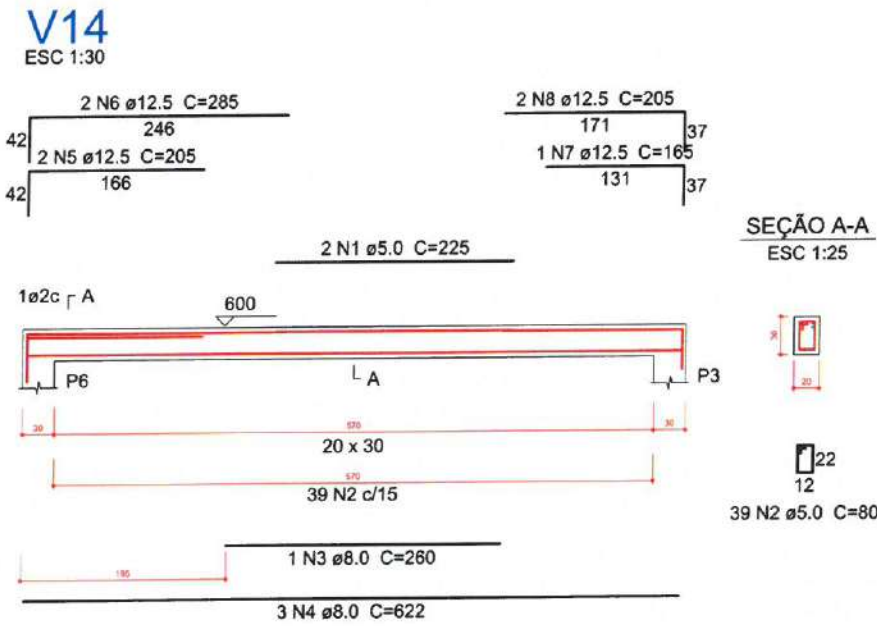 V14
ESC 1:30
2 N6 ø12.5 C=285
246
42
2 N5 ø12.5 C=205
166
42
2 N8 ø12.5 C=205
171
37
1 N7 ø12.5 C=165
131
37
2 N1 ø5.0 C=225
SEÇÃO A-A
ESC 1:25
1ø2c
A
600
P6
A
P3
30
20
30
570
30
20 x 30
570
39 N2 c/15
22
12
39 N2 ø5.0 C=80
1 N3 ø8.0 C=260
195
3 N4 ø8.0 C=622